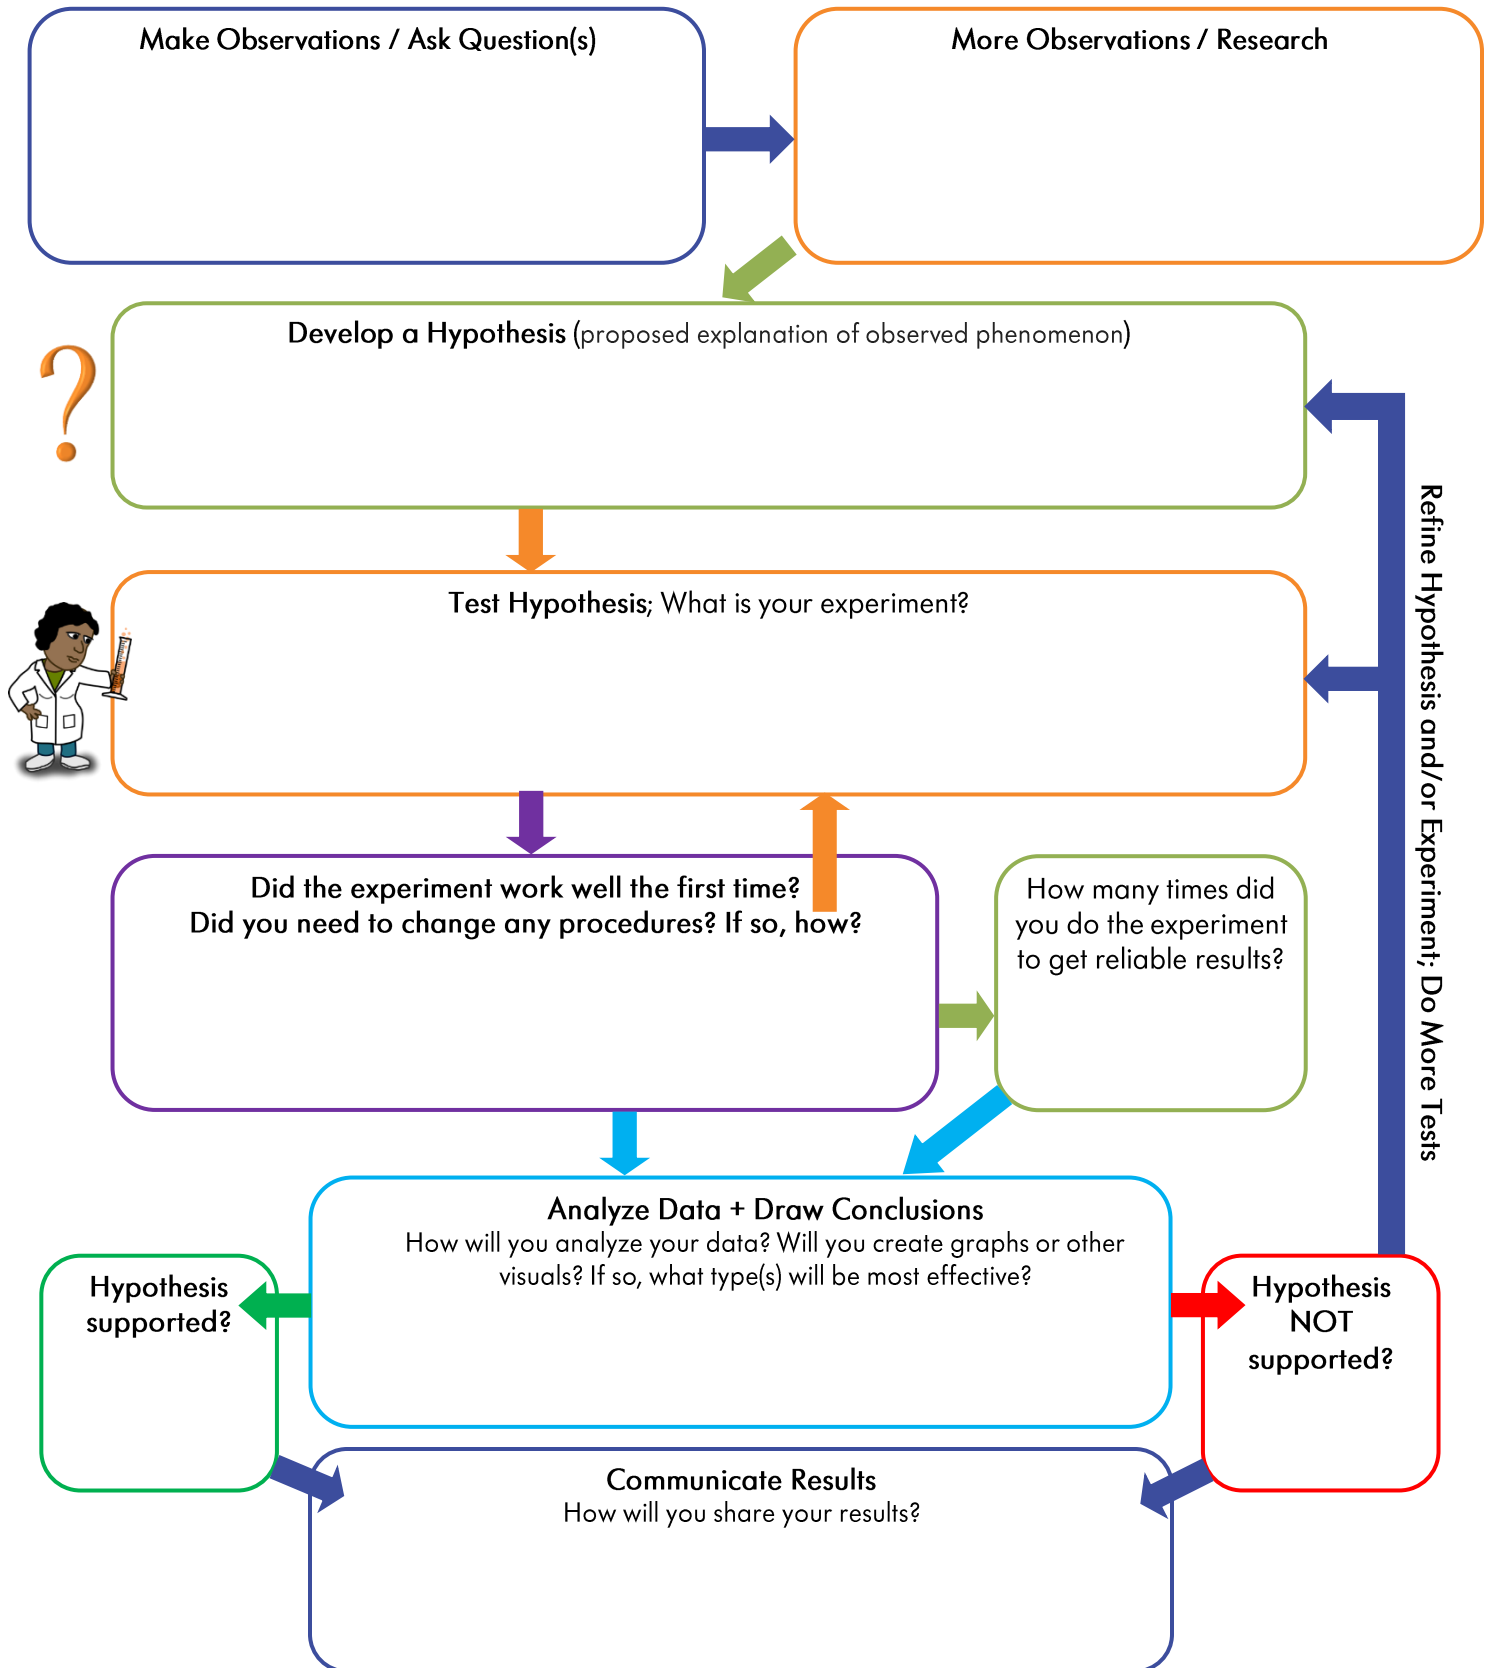 Make Observations / Ask Question(s)
More Observations / Research
Develop a Hypothesis (proposed explanation of observed phenomenon)
Test Hypothesis; What is your experiment?
Did the experiment work well the first time?
Did you need to change any procedures? If so, how?
How many times did
you do the experiment
to get reliable results?
Refine Hypothesis and/or Experiment; Do More Tests
Analyze Data + Draw Conclusions
How will you analyze your data? Will you create graphs or other
visuals? If so, what type(s) will be most effective?
Hypothesis
supported?
Hypothesis
NOT
supported?
Communicate Results
How will you share your results?